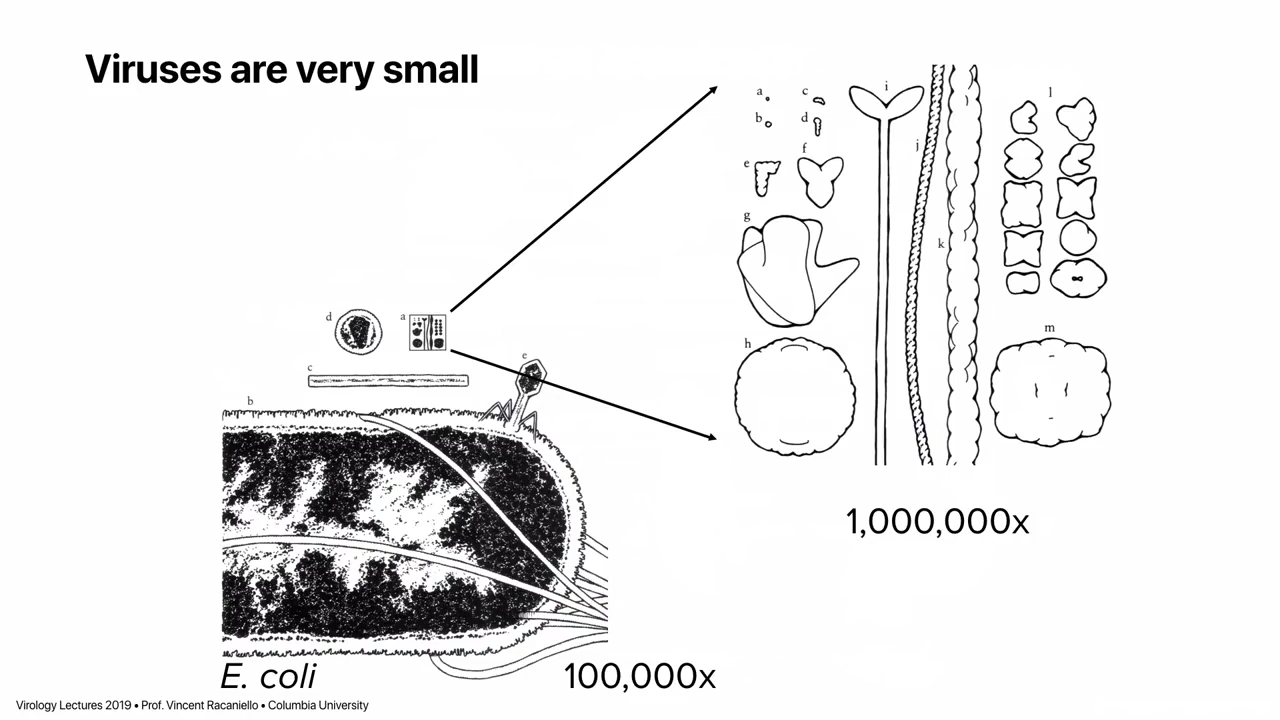 Viruses are very small
a
c
i
l
b
d
j
e
f
g
k
h
m
d
a
c
e
b
1,000,000x
E. coli
100,000x
Virology Lectures 2019 • Prof. Vincent Racaniello • Columbia University